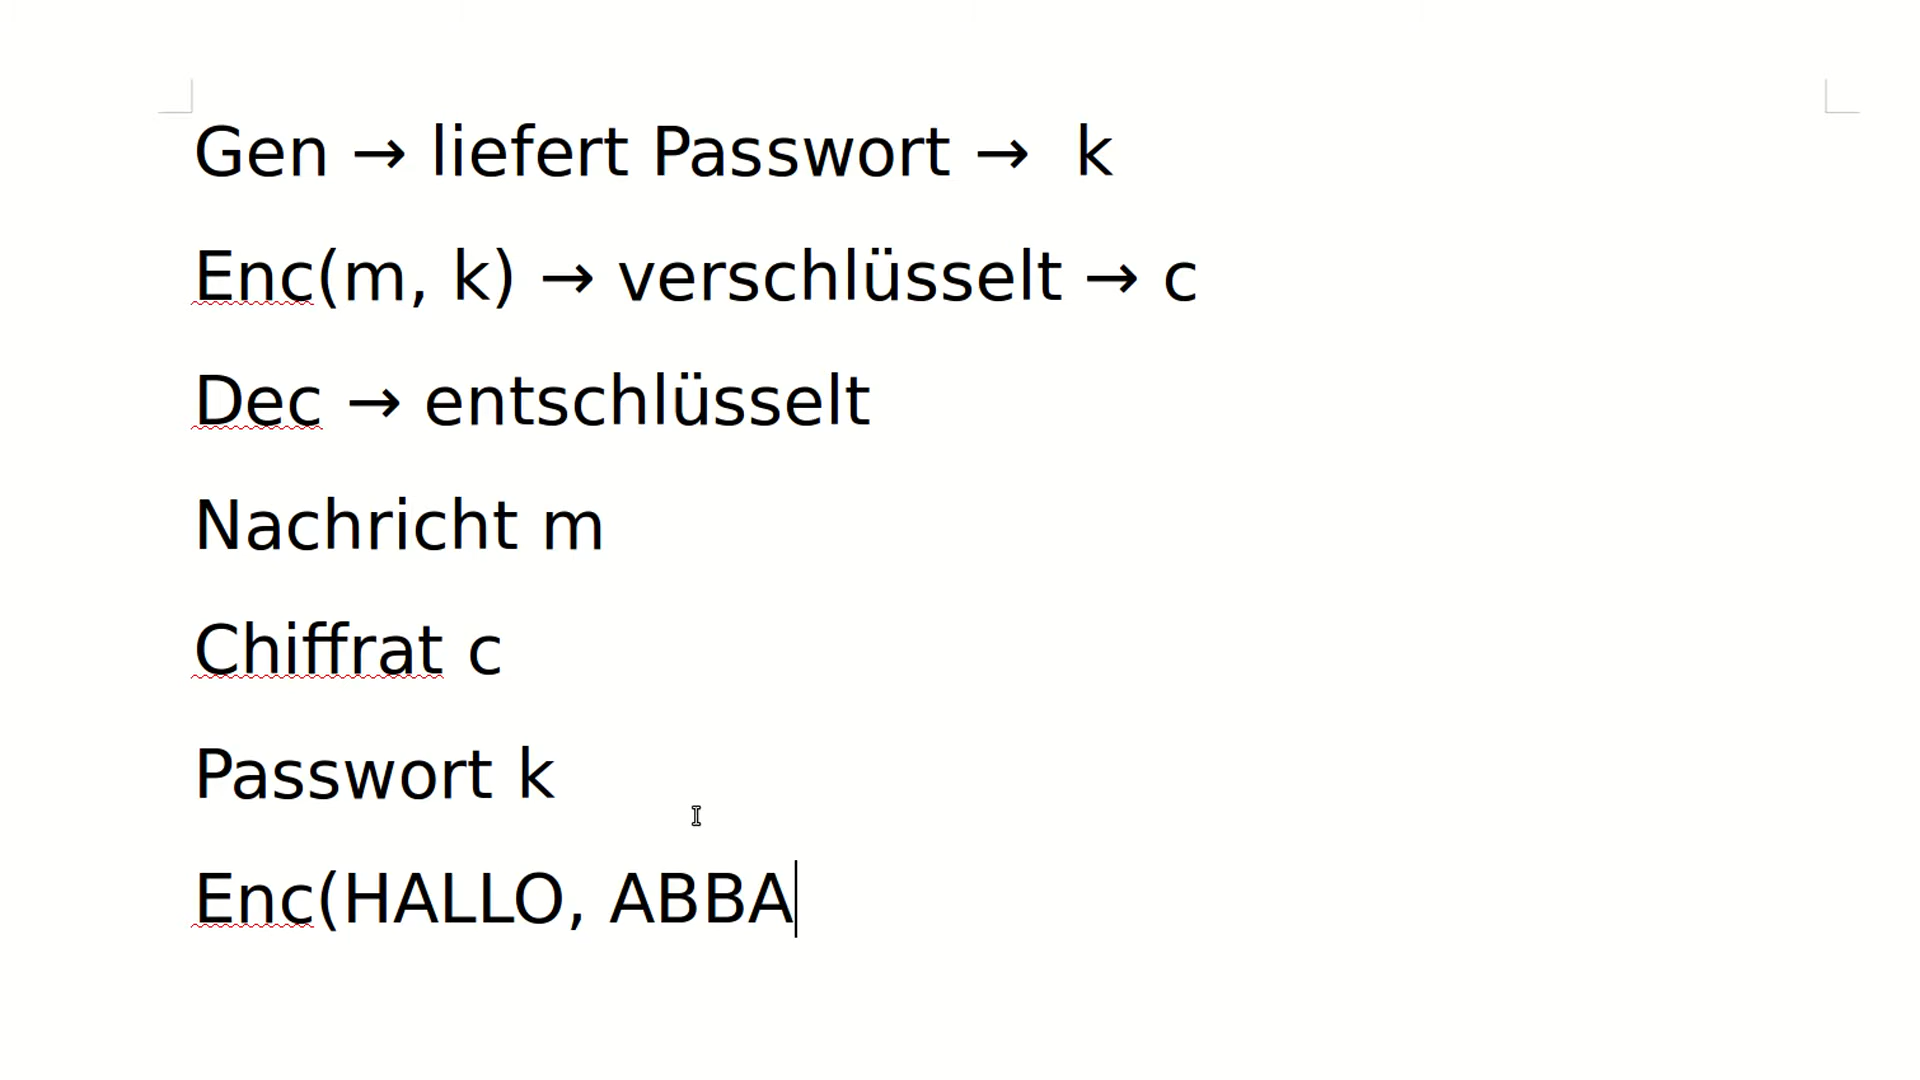 Gen → liefert Passwort → k
Enc(m, k) → verschlüsselt → c
Dec → entschlüsselt
Nachricht m
Chiffrat c
Passwort k
Enc(HALLO, ABBA